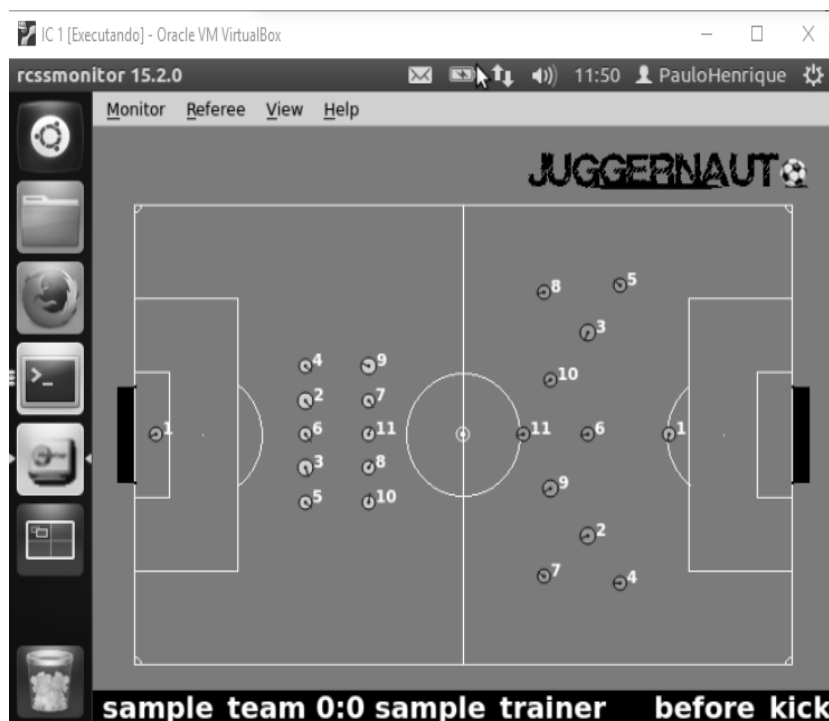 IC 1 [Executando] - Oracle VM VirtualBox
rcssmonitor 15.2.0 11:50 PauloHenrique
Monitor Referee View Help
JUGGERNAUT
8 5
3
4 9
10
2 7
1 6 11 11 6 1
3 8
9
5 10
2
7 4
sample team 0:0 sample trainer before kick